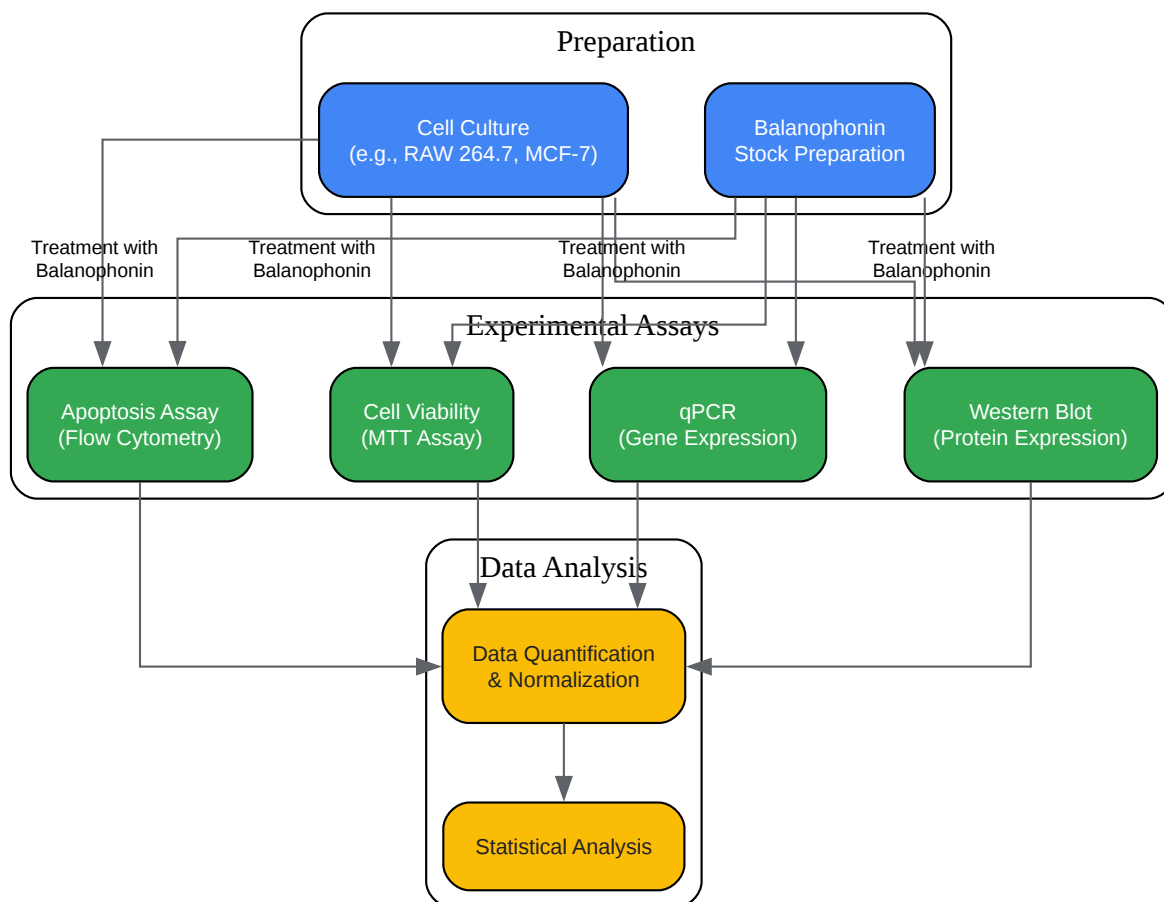 Preparation
Cell Culture
(e.g., RAW 264.7, MCF-7)
Balanophonin
Stock Preparation
Treatment with
Balanophonin
Treatment with
Balanophonin
Treatment with
Balanophonin
Treatment with
Balanophonin
Experimental Assays
Apoptosis Assay
(Flow Cytometry)
Cell Viability
(MTT Assay)
qPCR
(Gene Expression)
Western Blot
(Protein Expression)
Data Analysis
Data Quantification
& Normalization
Statistical Analysis